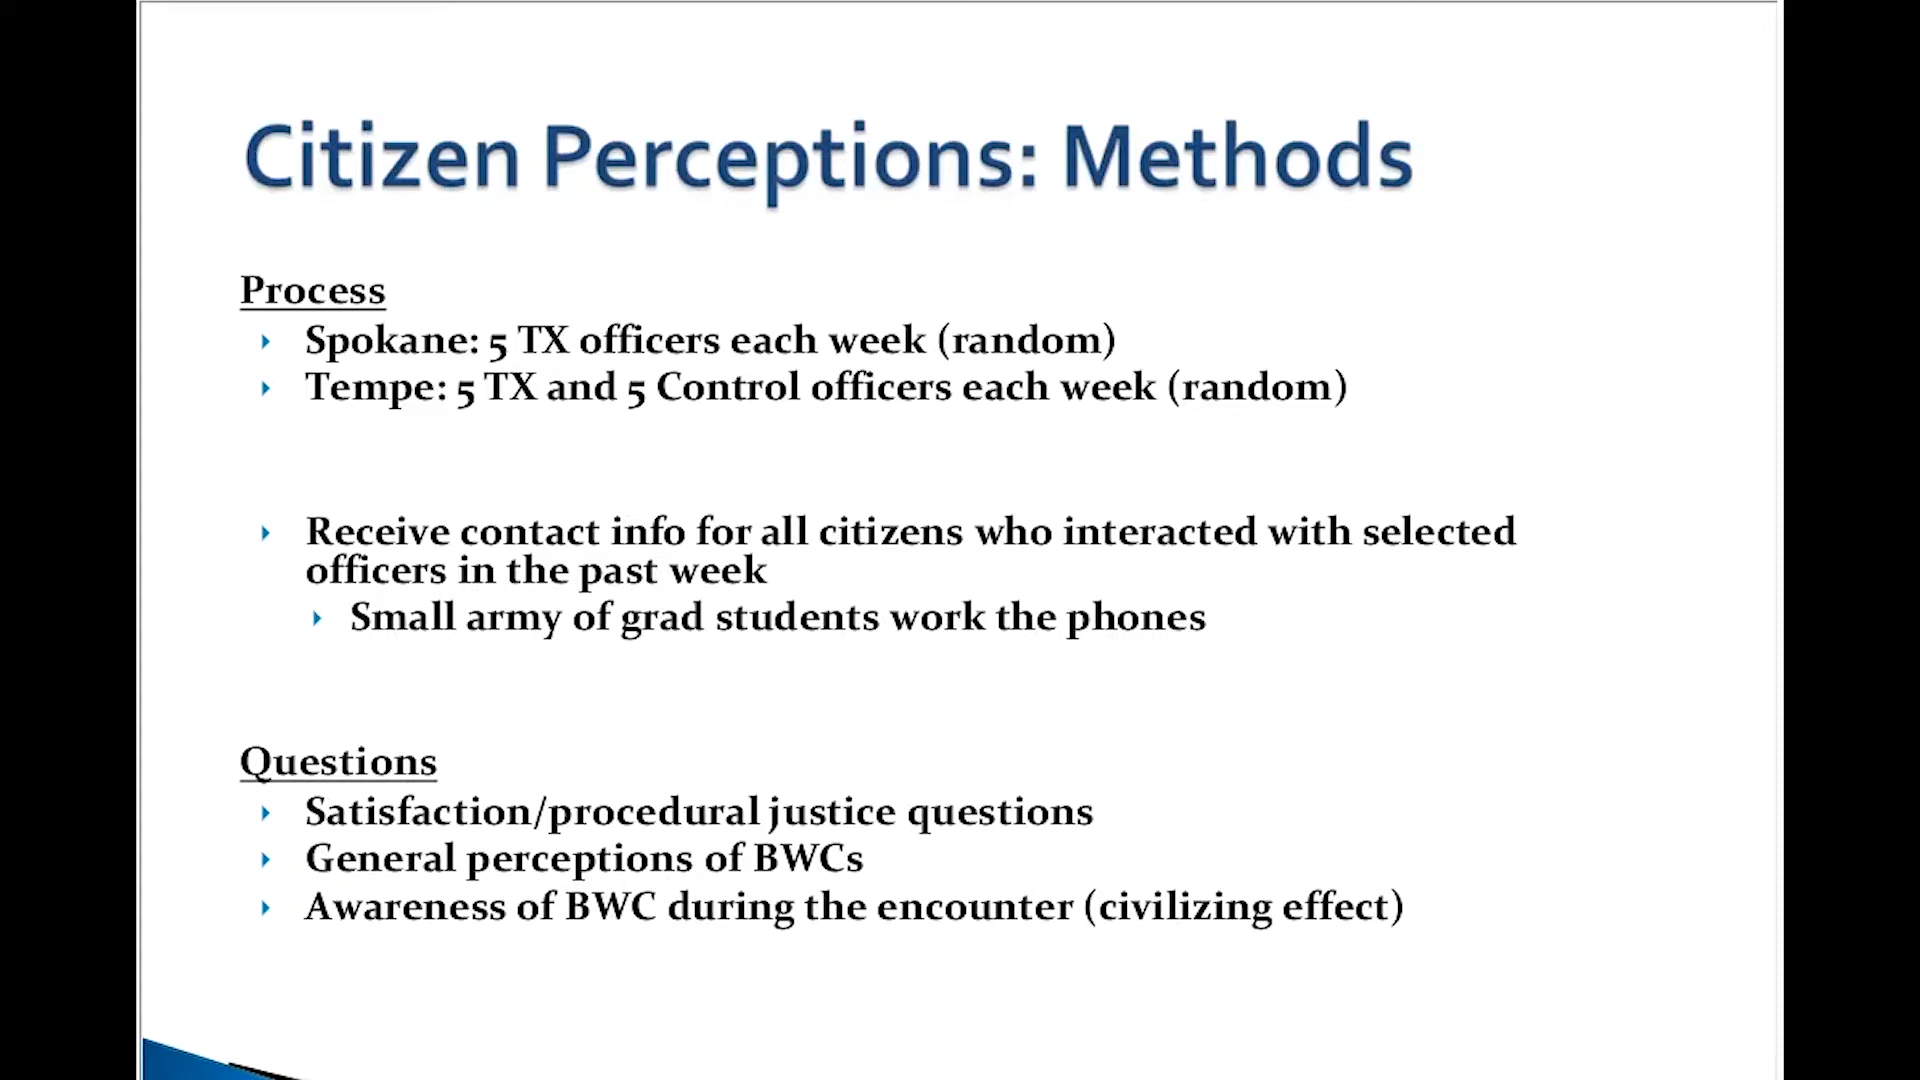 Citizen Perceptions: Methods
Process
Spokane: 5 TX officers each week (random)
Tempe: 5 TX and 5 Control officers each week (random)
Receive contact info for all citizens who interacted with selected
officers in the past week
Small army of grad students work the phones
Questions
Satisfaction/procedural justice questions
General perceptions of BWCs
Awareness of BWC during the encounter (civilizing effect)